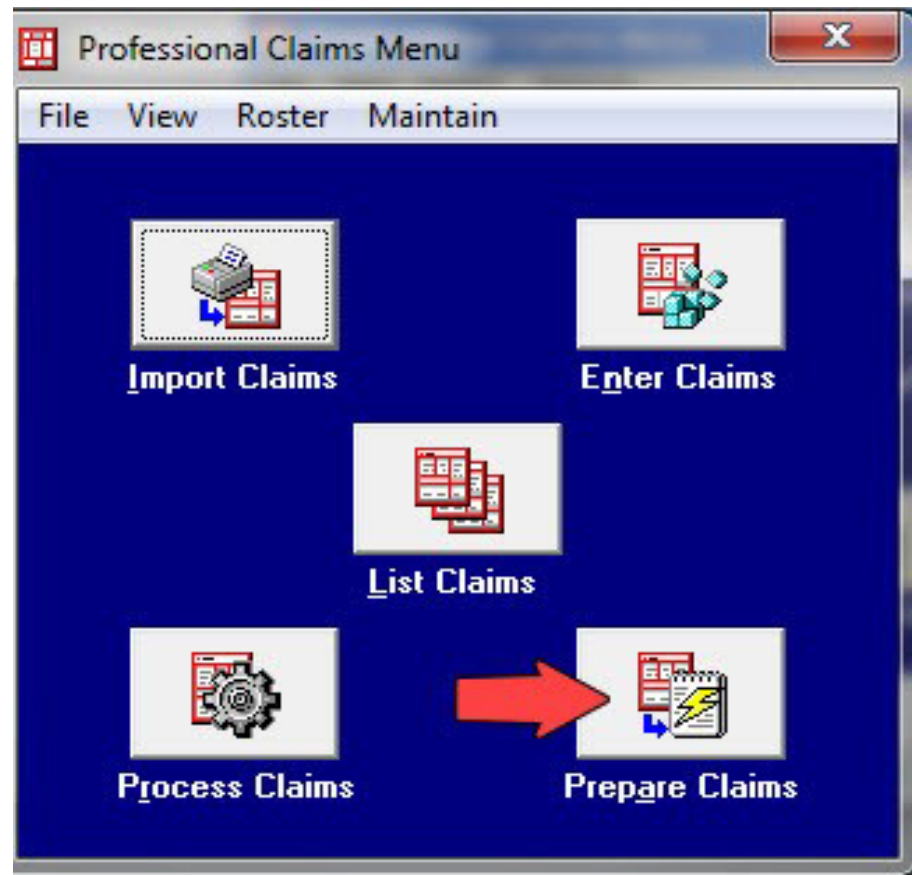 Professional Claims Menu
File View Roster Maintain
Import Claims
Enter Claims
List Claims
Process Claims
Prepare Claims